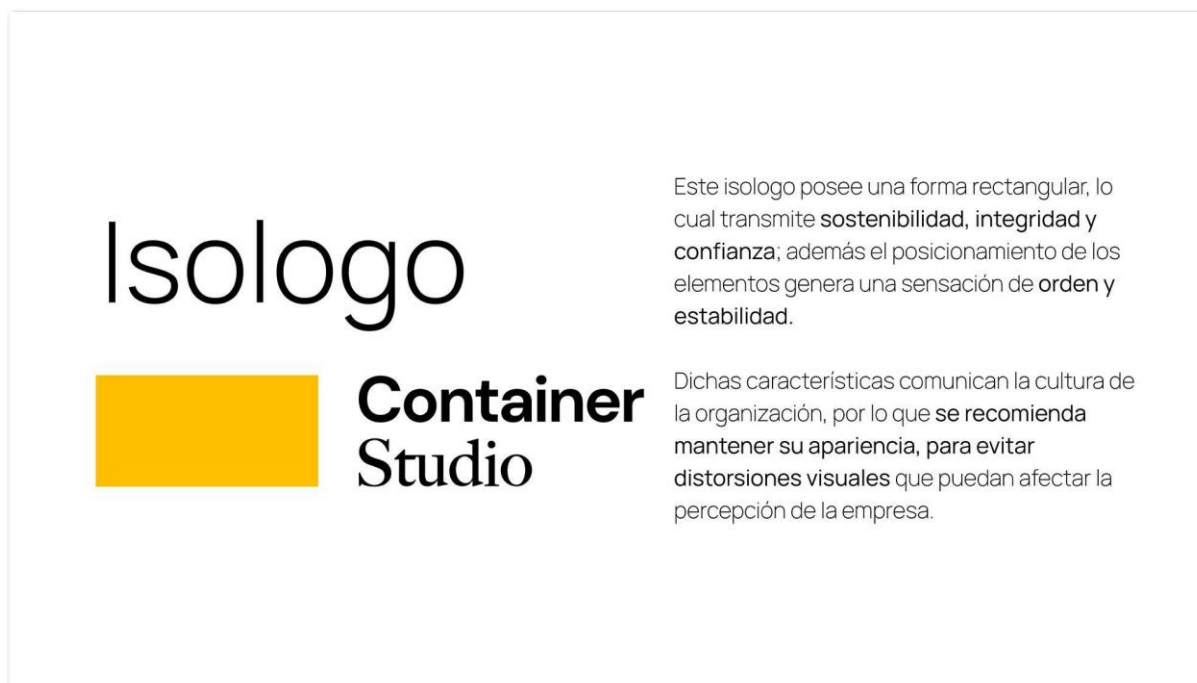 Isologo
Container
Studio
Este isologo posee una forma rectangular, lo
cual transmite sostenibilidad, integridad y
confianza; además el posicionamiento de los
elementos genera una sensación de orden y
estabilidad.
Dichas características comunican la cultura de
la organización, por lo que se recomienda
mantener su apariencia, para evitar
distorsiones visuales que puedan afectar la
percepción de la empresa.